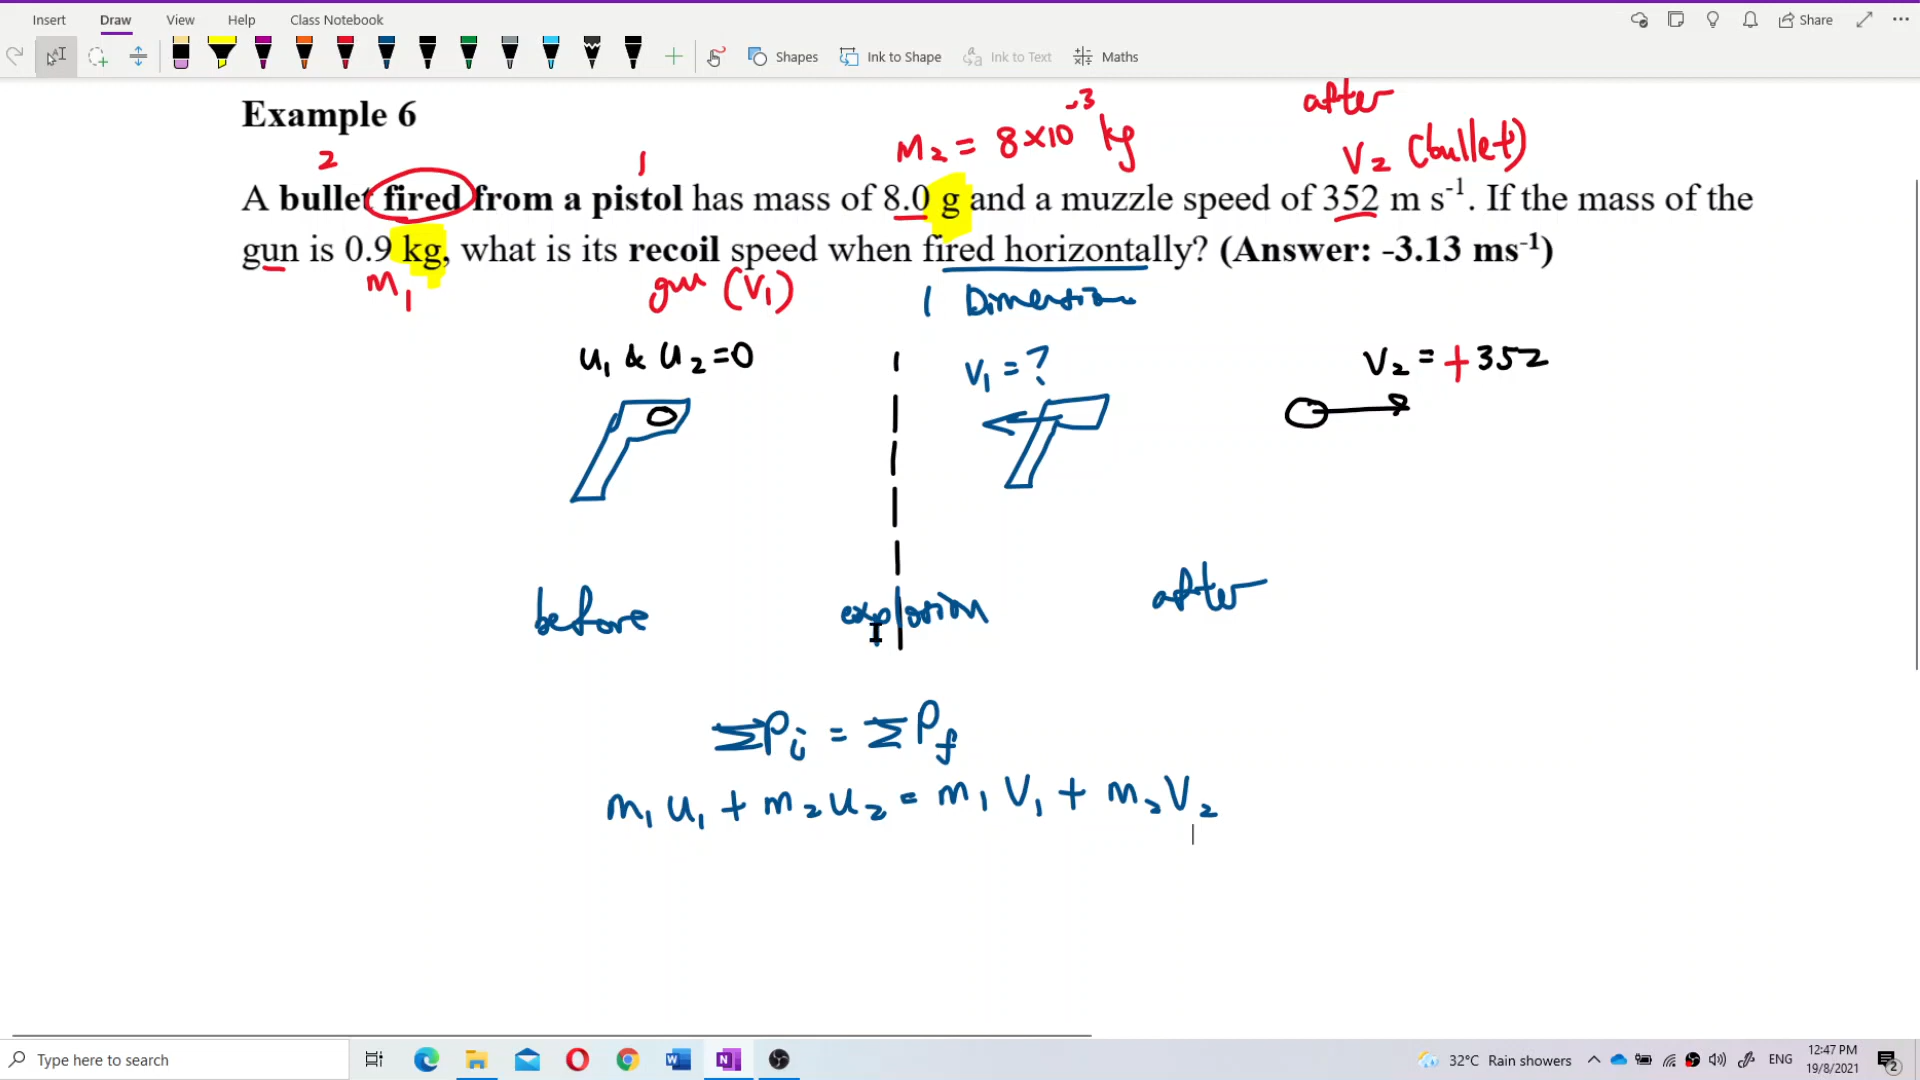 Insert Draw View Help Class Notebook Share
Shapes Ink to Shape Ink to Text Maths
Example 6
after
M2 = 8×10-3 kg
V2 (bullet)
2 1
A bullet fired from a pistol has mass of 8.0 g and a muzzle speed of 352 m s-1. If the mass of the
gun is 0.9 kg, what is its recoil speed when fired horizontally? (Answer: -3.13 ms-1)
M1 gun (V1) 1 Dimension
u1 & u2 = 0 V1 = ? V2 = +352
before explosion after
ΣPi = ΣPf
m1u1 + m2u2 = m1V1 + m2V2
Type here to search
32°C Rain showers ENG 12:47 PM
19/8/2021
2